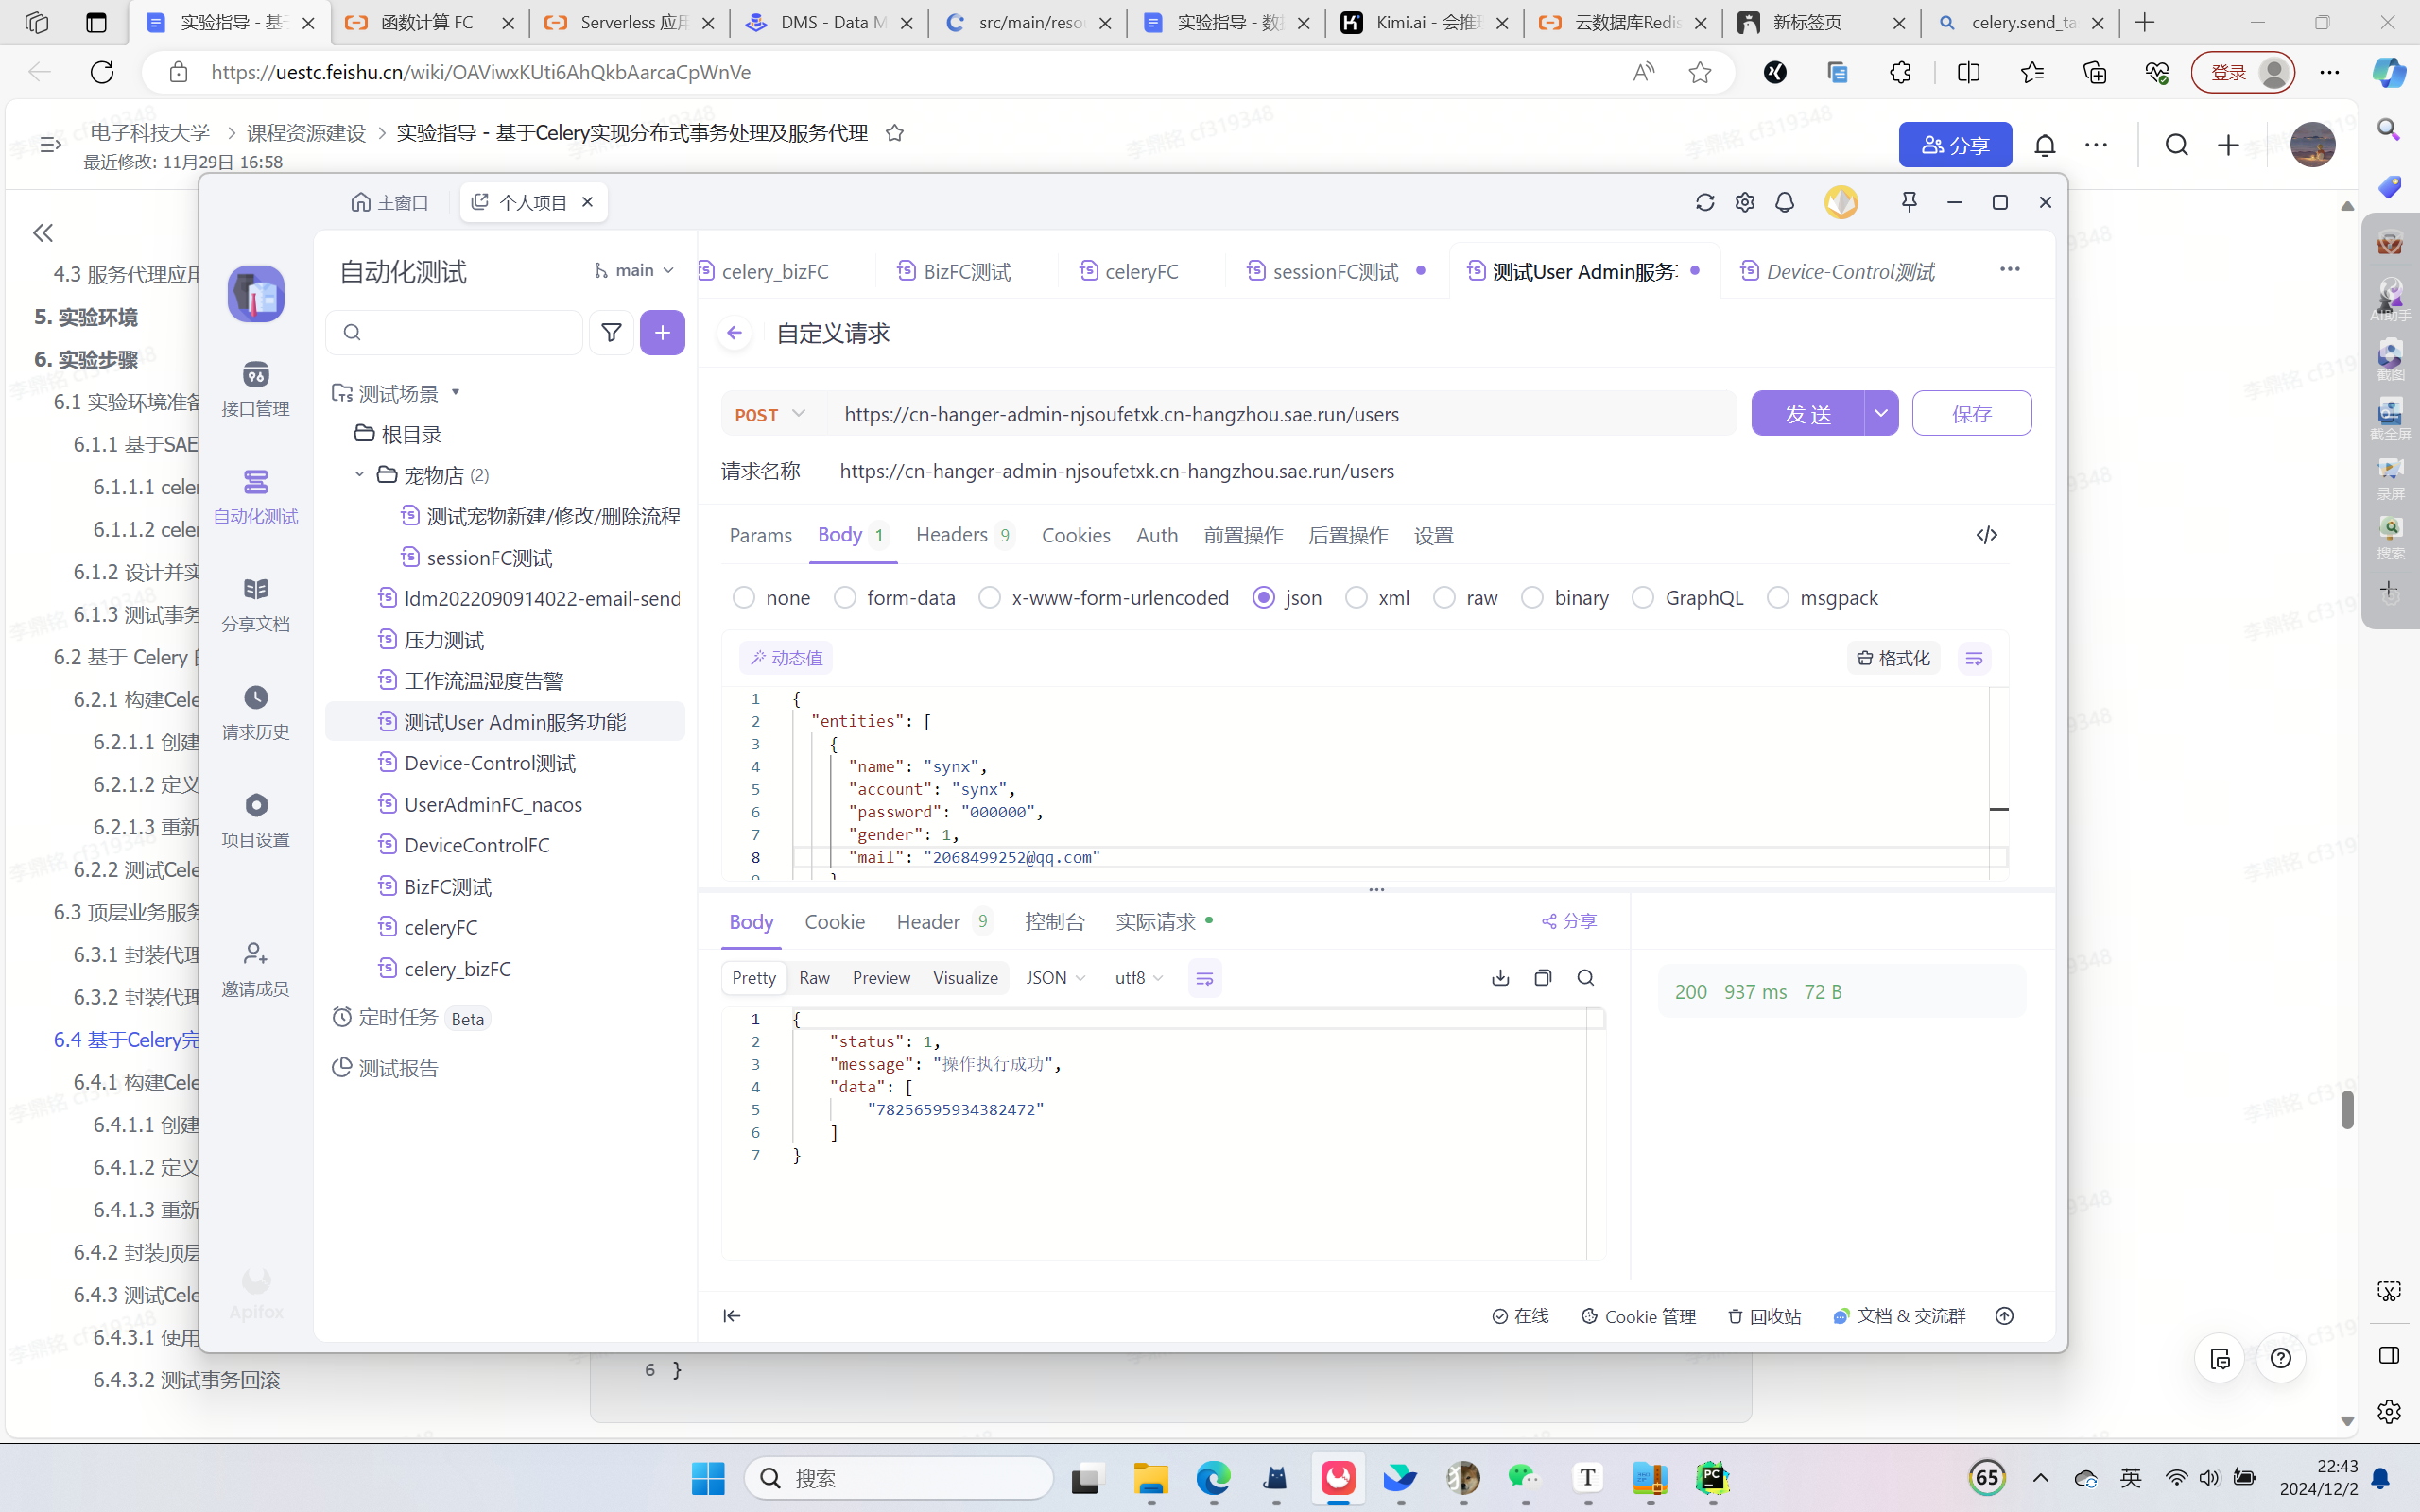 实验指导 - 基于
函数计算 FC
Serverless 应用
DMS - Data M
src/main/reso
实验指导 - 数
Kimi.ai - 会推
云数据库Redis
新标签页
celery.send_ta
https://uestc.feishu.cn/wiki/OAViwxKUti6AhQkbAarcaCpWnVe
登录
电子科技大学 > 课程资源建设 > 实验指导 - 基于Celery实现分布式事务处理及服务代理
最近修改: 11月29日 16:58
分享
4.3 服务代理应用
5. 实验环境
6. 实验步骤
6.1 实验环境准备
6.1.1 基于SAE
6.1.1.1 celer
6.1.1.2 celer
6.1.2 设计并实
6.1.3 测试事务
6.2 基于 Celery 的
6.2.1 构建Cele
6.2.1.1 创建
6.2.1.2 定义
6.2.1.3 重新
6.2.2 测试Cele
6.3 顶层业务服务
6.3.1 封装代理
6.3.2 封装代理
6.4 基于Celery完
6.4.1 构建Cele
6.4.1.1 创建
6.4.1.2 定义
6.4.1.3 重新
6.4.2 封装顶层
6.4.3 测试Cele
6.4.3.1 使用
6.4.3.2 测试事务回滚
主窗口
个人项目
接口管理
自动化测试
分享文档
请求历史
项目设置
邀请成员
Apifox
自动化测试
main
测试场景
根目录
宠物店 (2)
测试宠物新建/修改/删除流程
sessionFC测试
ldm2022090914022-email-send
压力测试
工作流温湿度告警
测试User Admin服务功能
Device-Control测试
UserAdminFC_nacos
DeviceControlFC
BizFC测试
celeryFC
celery_bizFC
定时任务 Beta
测试报告
celery_bizFC
BizFC测试
celeryFC
sessionFC测试
测试User Admin服务
Device-Control测试
自定义请求
POST
https://cn-hanger-admin-njsoufetxk.cn-hangzhou.sae.run/users
发 送
保存
请求名称
https://cn-hanger-admin-njsoufetxk.cn-hangzhou.sae.run/users
Params
Body 1
Headers 9
Cookies
Auth
前置操作
后置操作
设置
none
form-data
x-www-form-urlencoded
json
xml
raw
binary
GraphQL
msgpack
动态值
格式化
1 {
2 "entities": [
3 {
4 "name": "synx",
5 "account": "synx",
6 "password": "000000",
7 "gender": 1,
8 "mail": "2068499252@qq.com"
9 }
Body
Cookie
Header 9
控制台
实际请求
分享
Pretty
Raw
Preview
Visualize
JSON
utf8
200 937 ms 72 B
1 {
2 "status": 1,
3 "message": "操作执行成功",
4 "data": [
5 "78256595934382472"
6 ]
7 }
在线
Cookie 管理
回收站
文档 & 交流群
6 }
AI助手
截图
截全屏
录屏
搜索
李鼎铭 cf319348
搜索
65
英
22:43
2024/12/2